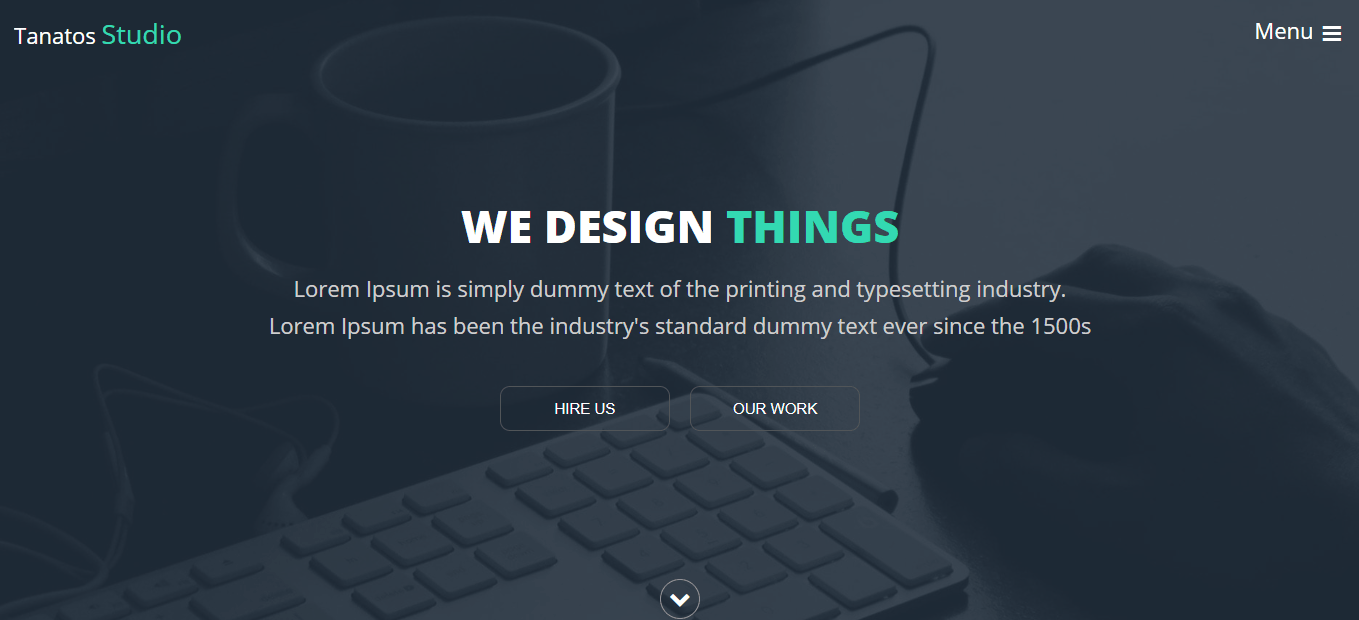 Tanatos Studio
Menu
WE DESIGN THINGS
Lorem Ipsum is simply dummy text of the printing and typesetting industry.
Lorem Ipsum has been the industry's standard dummy text ever since the 1500s
HIRE US
OUR WORK